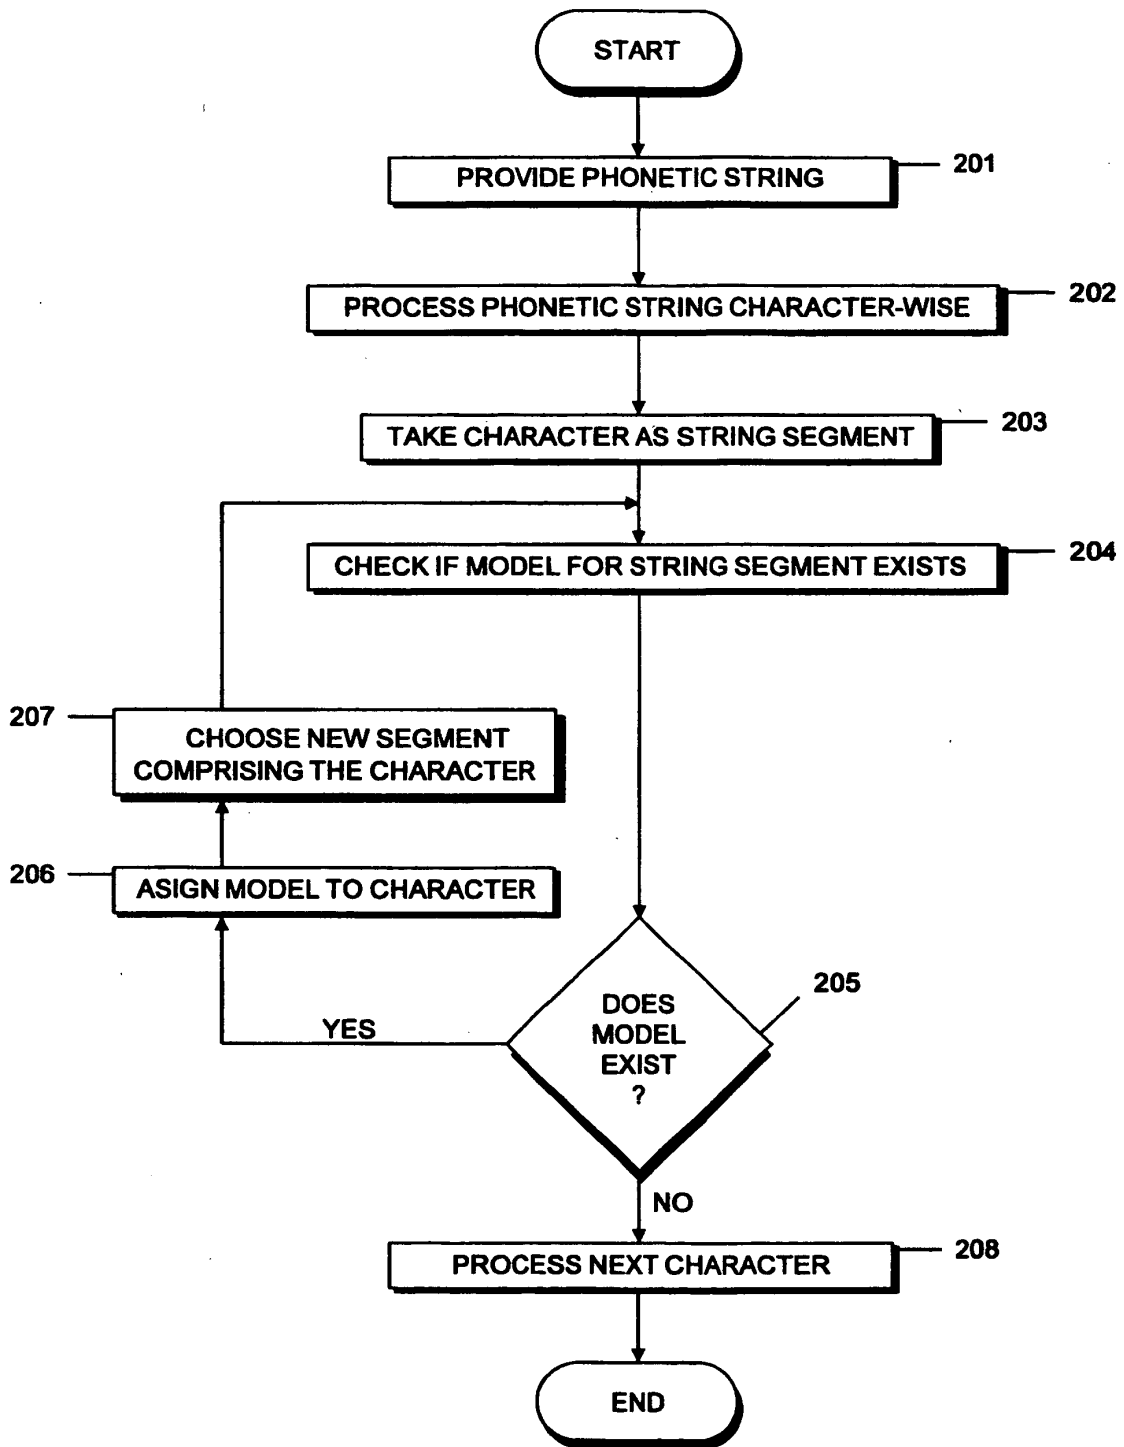 START
PROVIDE PHONETIC STRING
201
PROCESS PHONETIC STRING CHARACTER-WISE
202
TAKE CHARACTER AS STRING SEGMENT
203
CHECK IF MODEL FOR STRING SEGMENT EXISTS
204
207
CHOOSE NEW SEGMENT
COMPRISING THE CHARACTER
206
ASIGN MODEL TO CHARACTER
205
DOES
MODEL
EXIST
?
YES
NO
PROCESS NEXT CHARACTER
208
END